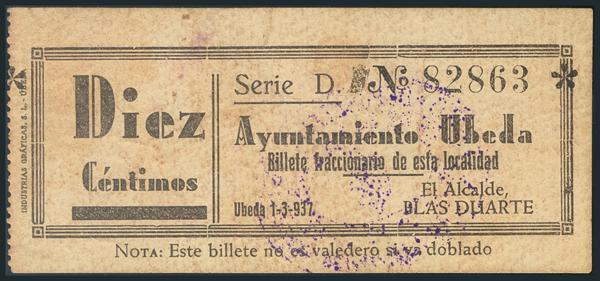 Diez
Céntimos
Serie D. Nº 82863 *
Ayuntamiento Ubeda
Billete fraccionario de esta localidad
El Alcalde,
Ubeda 1-3-937 BLAS DUARTE
NOTA: Este billete no es valedero si va doblado
INDUSTRIAS GRÁFICAS, S. L. -